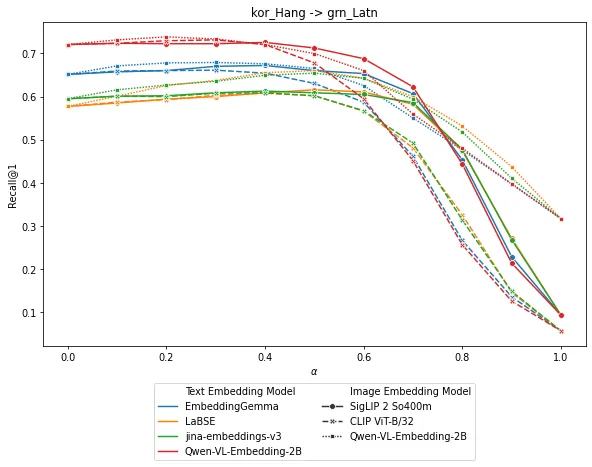 kor_Hang -> grn_Latn
Recall@1
0.7
0.6
0.5
0.4
0.3
0.2
0.1
0.0 0.2 0.4 0.6 0.8 1.0
α
Text Embedding Model
EmbeddingGemma
LaBSE
jina-embeddings-v3
Qwen-VL-Embedding-2B
Image Embedding Model
SigLIP 2 So400m
CLIP ViT-B/32
Qwen-VL-Embedding-2B